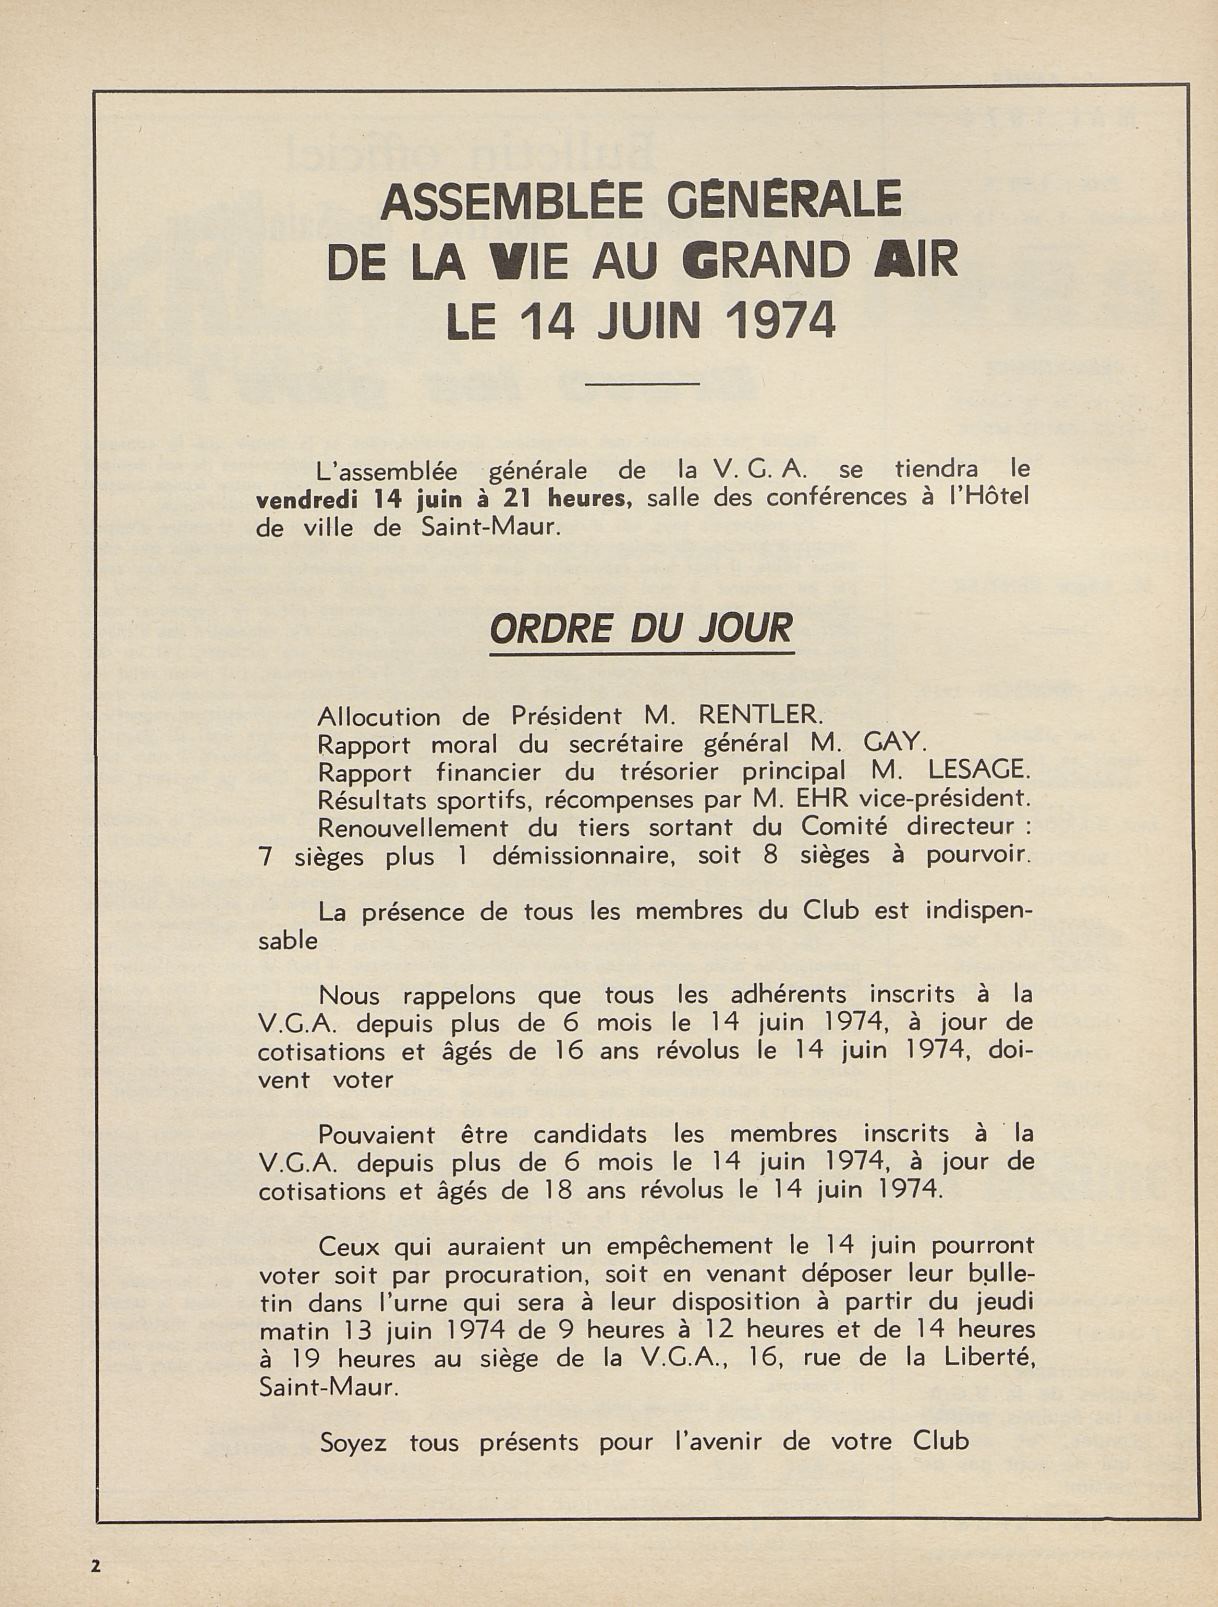 ASSEMBLÉE GÉNÉRALE
DE LA VIE AU GRAND AIR
LE 14 JUIN 1974
L'assemblée générale de la V. G. A. se tiendra le
vendredi 14 juin à 21 heures, salle des conférences à l'Hôtel
de ville de Saint-Maur.
ORDRE DU JOUR
Allocution de Président M. RENTLER.
Rapport moral du secrétaire général M. GAY.
Rapport financier du trésorier principal M. LESAGE.
Résultats sportifs, récompenses par M. EHR vice-président.
Renouvellement du tiers sortant du Comité directeur :
7 sièges plus 1 démissionnaire, soit 8 sièges à pourvoir.
La présence de tous les membres du Club est indispen-
sable
Nous rappelons que tous les adhérents inscrits à la
V.G.A. depuis plus de 6 mois le 14 juin 1974, à jour de
cotisations et âgés de 16 ans révolus le 14 juin 1974, doi-
vent voter
Pouvaient être candidats les membres inscrits à la
V.G.A. depuis plus de 6 mois le 14 juin 1974, à jour de
cotisations et âgés de 18 ans révolus le 14 juin 1974.
Ceux qui auraient un empêchement le 14 juin pourront
voter soit par procuration, soit en venant déposer leur bulle-
tin dans l'urne qui sera à leur disposition à partir du jeudi
matin 13 juin 1974 de 9 heures à 12 heures et de 14 heures
à 19 heures au siège de la V.G.A., 16, rue de la Liberté,
Saint-Maur.
Soyez tous présents pour l'avenir de votre Club
2